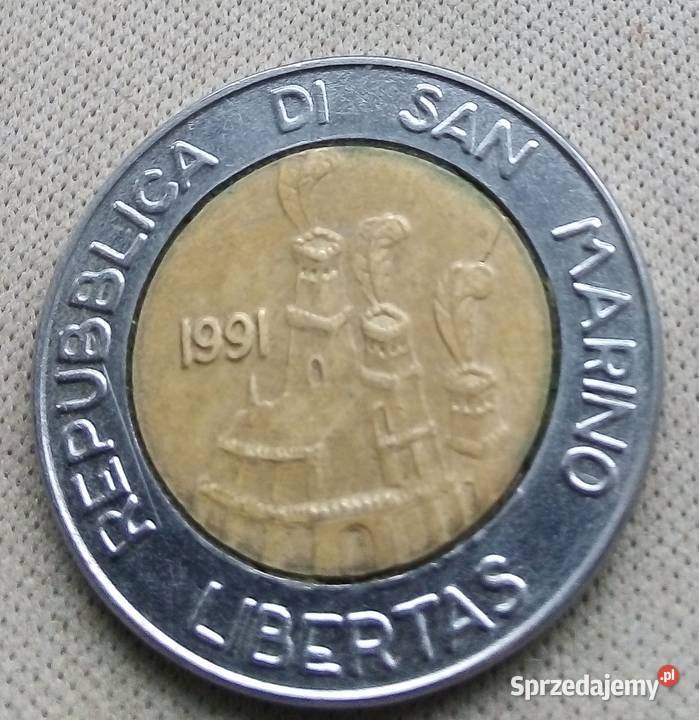 REPUBBLICA DI SAN MARINO
1991
LIBERTAS
Sprzedajemy.pl